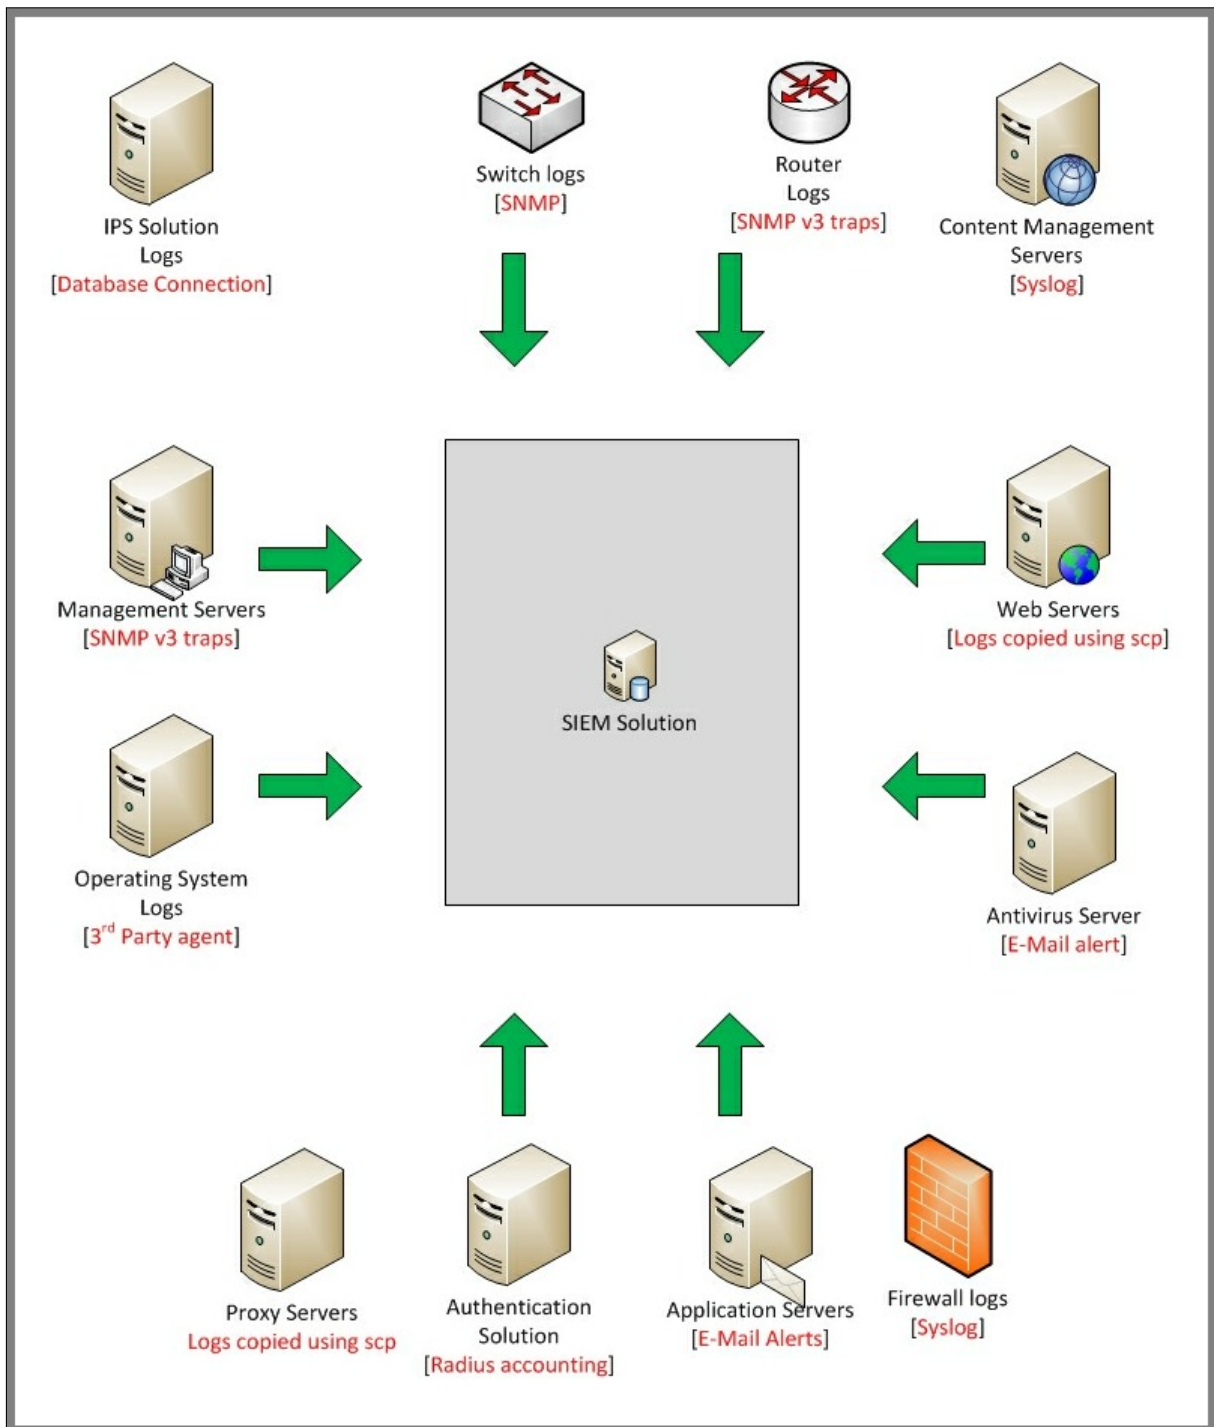 IPS Solution
Logs
[Database Connection]
Switch logs
[SNMP]
Router
Logs
[SNMP v3 traps]
Content Management
Servers
[Syslog]
Management Servers
[SNMP v3 traps]
Web Servers
[Logs copied using scp]
SIEM Solution
Operating System
Logs
[3rd Party agent]
Antivirus Server
[E-Mail alert]
Proxy Servers
Logs copied using scp
Authentication
Solution
[Radius accounting]
Application Servers
[E-Mail Alerts]
Firewall logs
[Syslog]